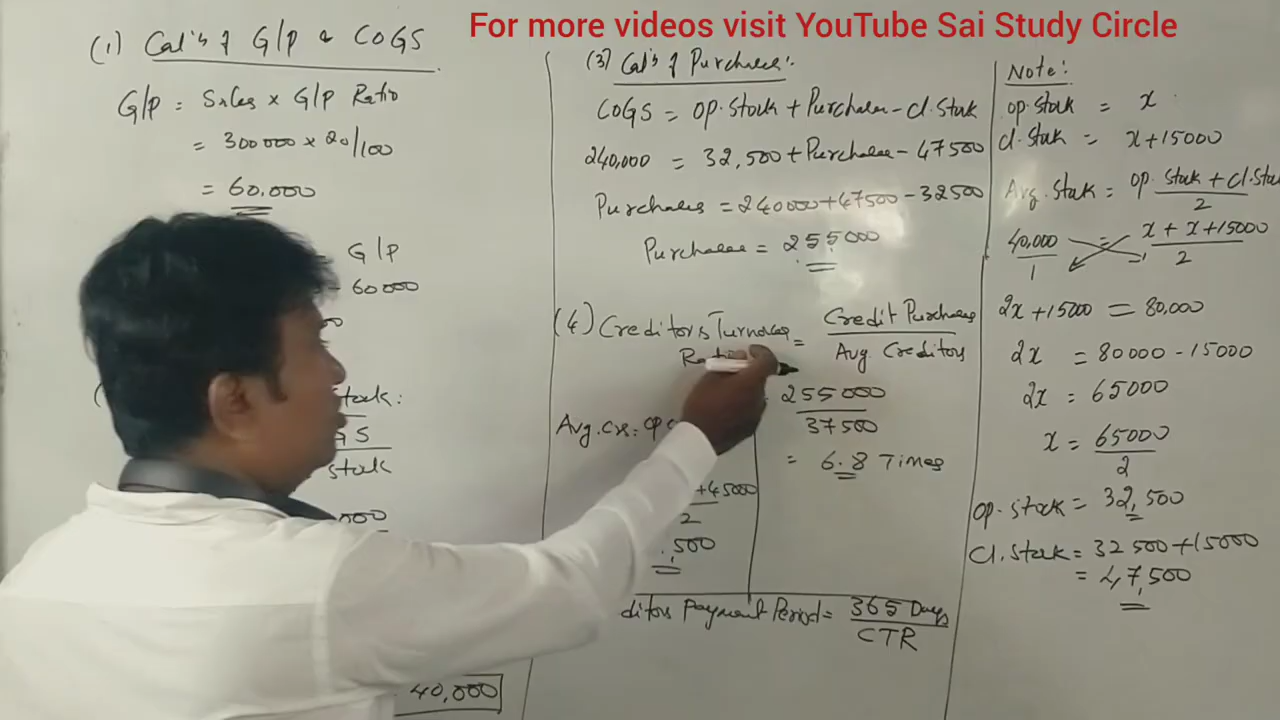 For more videos visit YouTube Sai Study Circle
(1) Cal's of G/P & COGS
G/P = Sales × G/P Ratio
= 300000 × 20/100
= 60,000
G/P
- 60000
stock:
GS
stock
000
40,000
(3) Cal's of Purchases:
COGS = OP. Stock + Purchases - Cl. Stock
240,000 = 32,500 + Purchases - 47500
Purchases = 240000 + 47500 - 32500
Purchases = 255000
(4) Creditors Turnover = Credit Purchases
Avg. Creditors
255000
37500
= 6.8 Times
Avg. Crs. = OP
+45000
2
,500
ditors Payment Period = 365 Days
CTR
Note:
OP. Stock = x
Cl. Stock = x+15000
Avg. Stock = OP. Stock + Cl. Stock
2
40,000 = x + x + 15000
1 2
2x + 15000 = 80,000
2x = 80000 - 15000
2x = 65000
x = 65000
2
OP. Stock = 32,500
Cl. Stock = 32500 + 15000
= 47,500